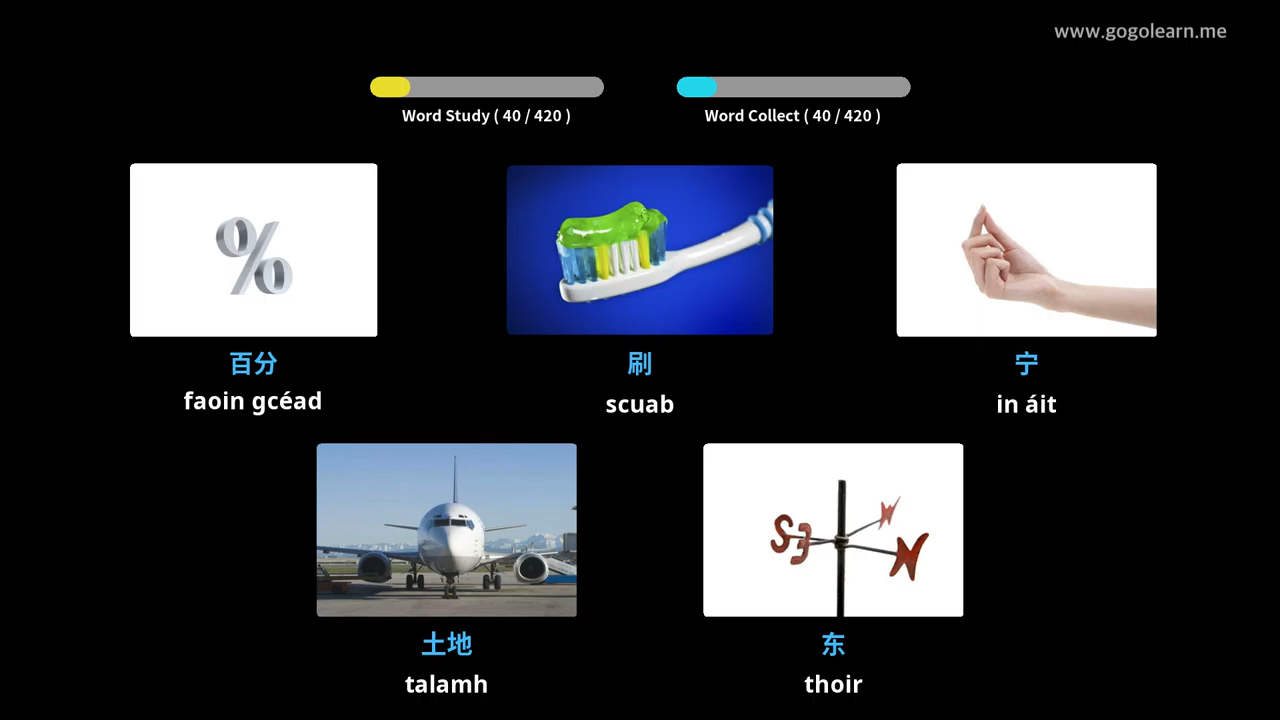 www.gogolearn.me
Word Study ( 40 / 420 )
Word Collect ( 40 / 420 )
%
百分
faoin gcéad
刷
scuab
宁
in áit
土地
talamh
S E N W
东
thoir